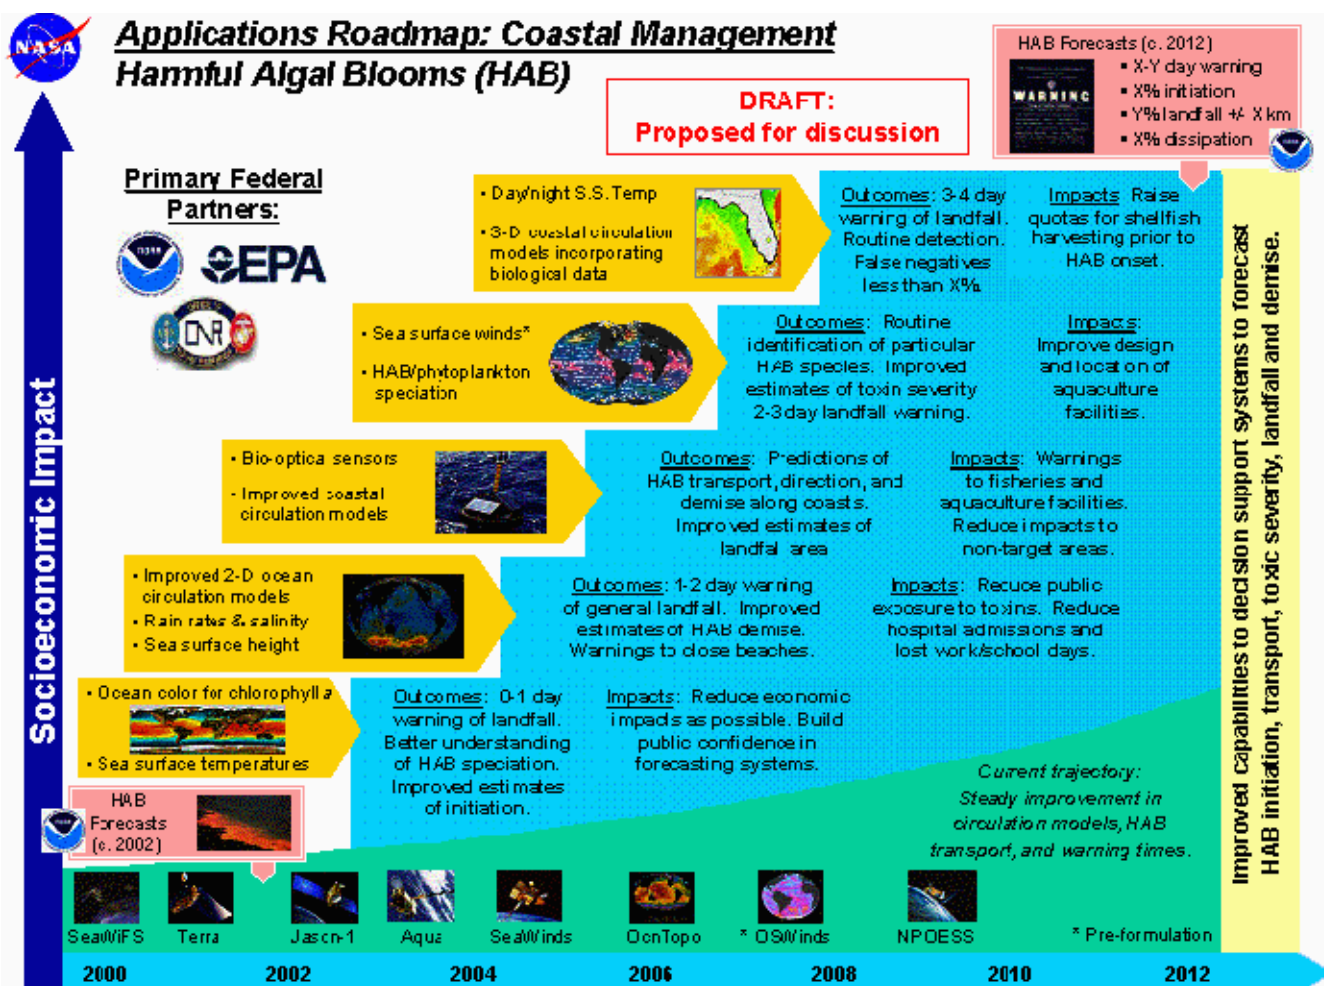 NASA
Applications Roadmap: Coastal Management
Harmful Algal Blooms (HAB)
DRAFT:
Proposed for discussion
HAB Forecasts (c. 2012)
WARNING
▪ X-Y day warning
▪ X% initiation
▪ Y% landfall +/- X km
▪ X% dissipation
Primary Federal
Partners:
EPA
ONR
Socioeconomic Impact
• Day/night S.S. Temp
• 3-D coastal circulation
models incorporating
biological data
Outcomes: 3-4 day
warning of landfall.
Routine detection.
False negatives
less than X%.
Impacts: Raise
quotas for shellfish
harvesting prior to
HAB onset.
• Sea surface winds*
• HAB/phytoplankton
speciation
Outcomes: Routine
identification of particular
HAB species. Improved
estimates of toxin severity
2-3 day landfall warning.
Impacts:
Improve design
and location of
aquaculture
facilities.
• Bio-optical sensors
• Improved coastal
circulation models
Outcomes: Predictions of
HAB transport, direction, and
demise along coasts.
Improved estimates of
landfall area
Impacts: Warnings
to fisheries and
aquaculture facilities.
Reduce impacts to
non-target areas.
• Improved 2-D ocean
circulation models
• Rain rates & salinity
• Sea surface height
Outcomes: 1-2 day warning
of general landfall. Improved
estimates of HAB demise.
Warnings to close beaches.
Impacts: Reduce public
exposure to toxins. Reduce
hospital admissions and
lost work/school days.
• Ocean color for chlorophyll a
• Sea surface temperatures
Outcomes: 0-1 day
warning of landfall.
Better understanding
of HAB speciation.
Improved estimates
of initiation.
Impacts: Reduce economic
impacts as possible. Build
public confidence in
forecasting systems.
HAB
Forecasts
(c. 2002)
Current trajectory:
Steady improvement in
circulation models, HAB
transport, and warning times.
Improved capabilities to decision support systems to forecast
HAB initiation, transport, toxic severity, landfall and demise.
SeaWiFS Terra Jason-1 Aqua SeaWinds OcnTopo * OSWinds NPOESS * Pre-formulation
2000 2002 2004 2006 2008 2010 2012